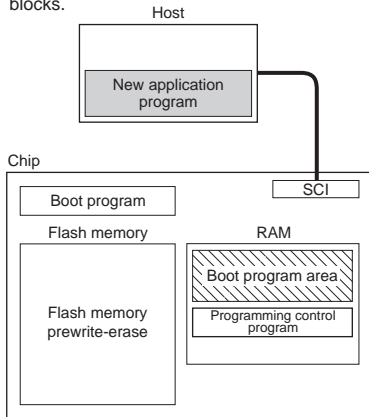 blocks.
Host
New application
program
Chip
SCI
Boot program
Flash memory
RAM
Boot program area
Flash memory
prewrite-erase
Programming control
program